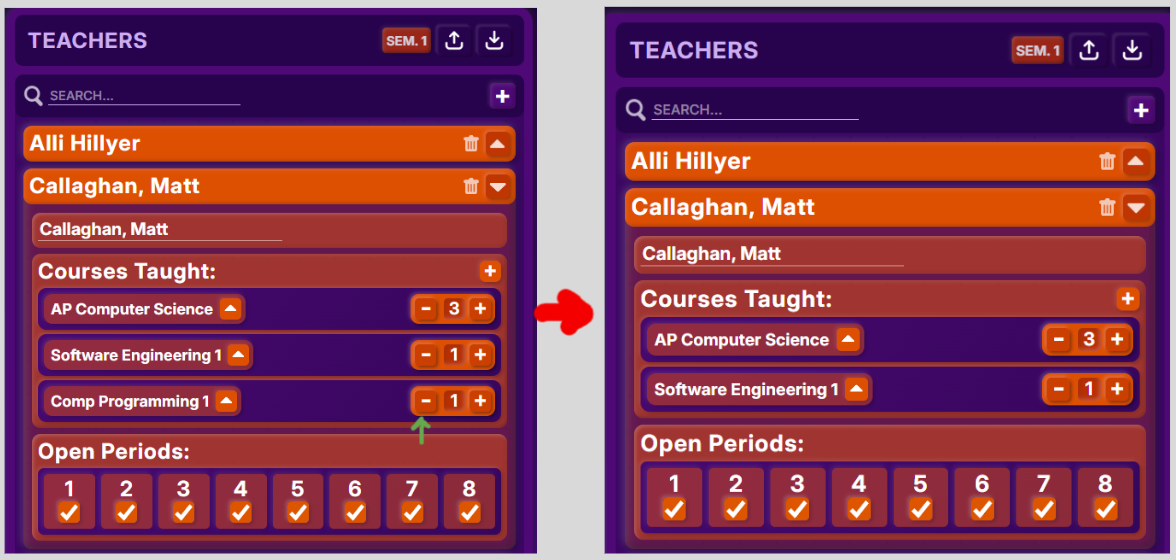 TEACHERS
SEM. 1
SEARCH...
+
Alli Hillyer
Callaghan, Matt
Callaghan, Matt
Courses Taught: +
AP Computer Science - 3 +
Software Engineering 1 - 1 +
Comp Programming 1 - 1 +
Open Periods:
1 2 3 4 5 6 7 8
TEACHERS
SEM. 1
SEARCH...
+
Alli Hillyer
Callaghan, Matt
Callaghan, Matt
Courses Taught: +
AP Computer Science - 3 +
Software Engineering 1 - 1 +
Open Periods:
1 2 3 4 5 6 7 8